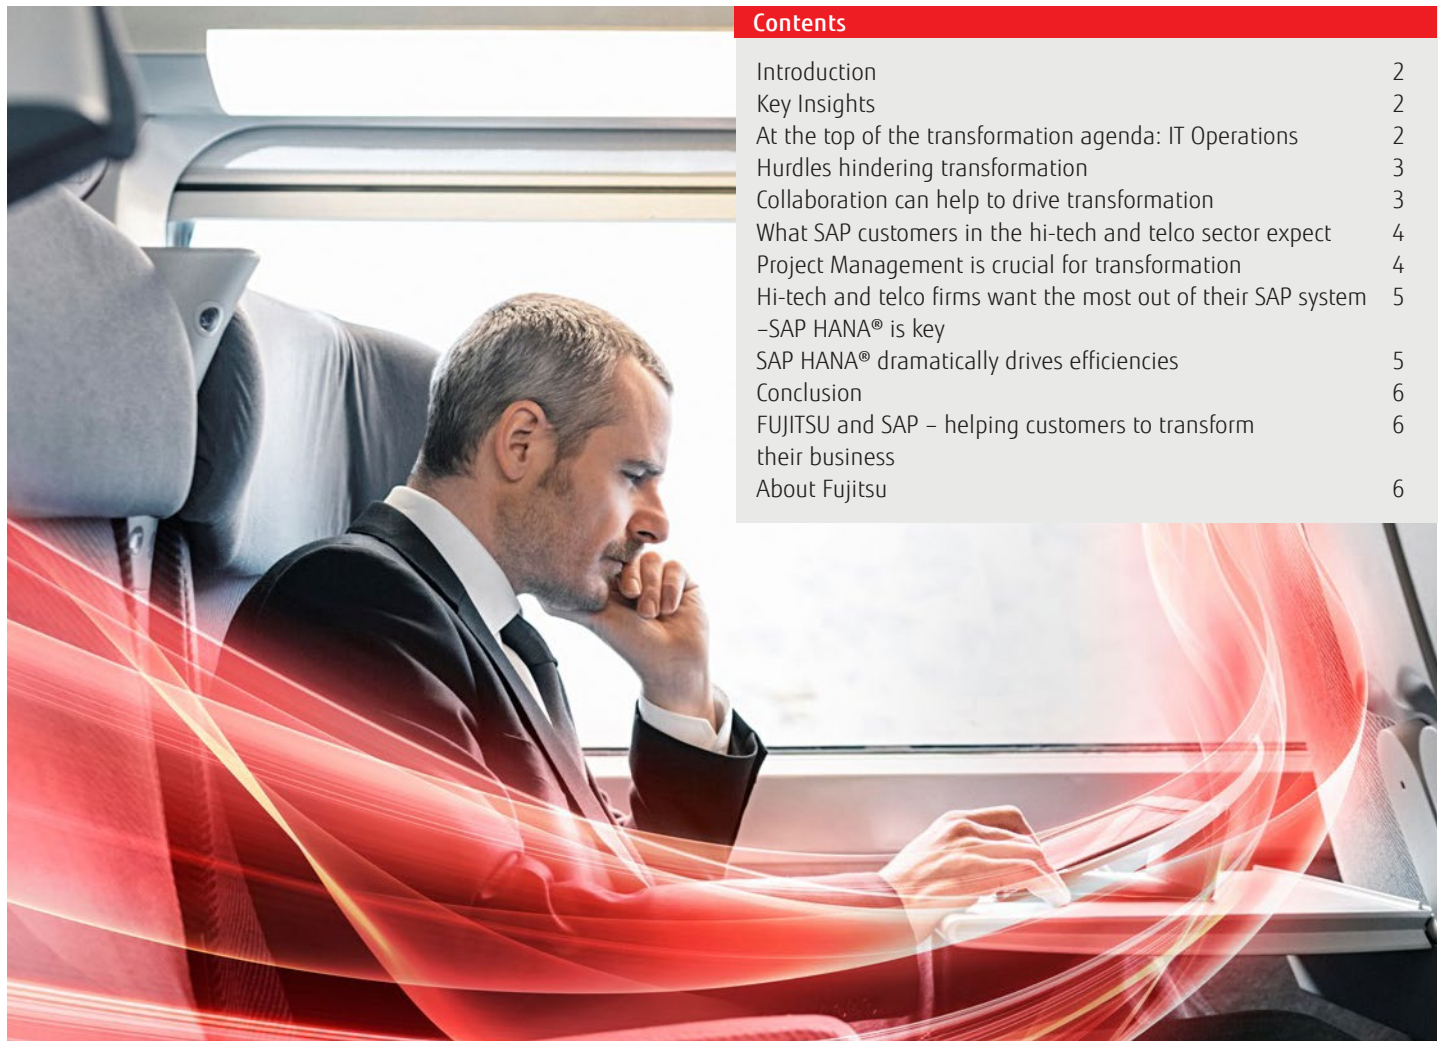 Contents
Introduction 2
Key Insights 2
At the top of the transformation agenda: IT Operations 2
Hurdles hindering transformation 3
Collaboration can help to drive transformation 3
What SAP customers in the hi-tech and telco sector expect 4
Project Management is crucial for transformation 4
Hi-tech and telco firms want the most out of their SAP system 5
–SAP HANA® is key
SAP HANA® dramatically drives efficiencies 5
Conclusion 6
FUJITSU and SAP – helping customers to transform 6
their business
About Fujitsu 6